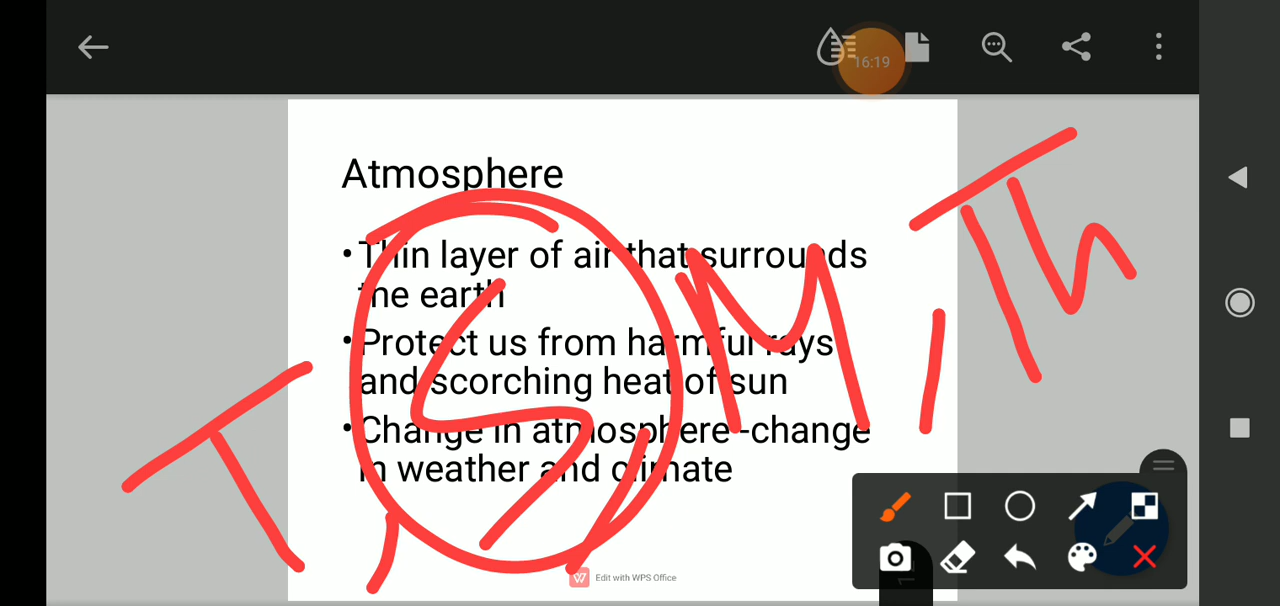 16:19
Atmosphere
• Thin layer of air that surrounds
the earth
• Protect us from harmful rays
and scorching heat of sun
• Change in atmosphere-change
in weather and climate
T, SMiTh
W Edit with WPS Office